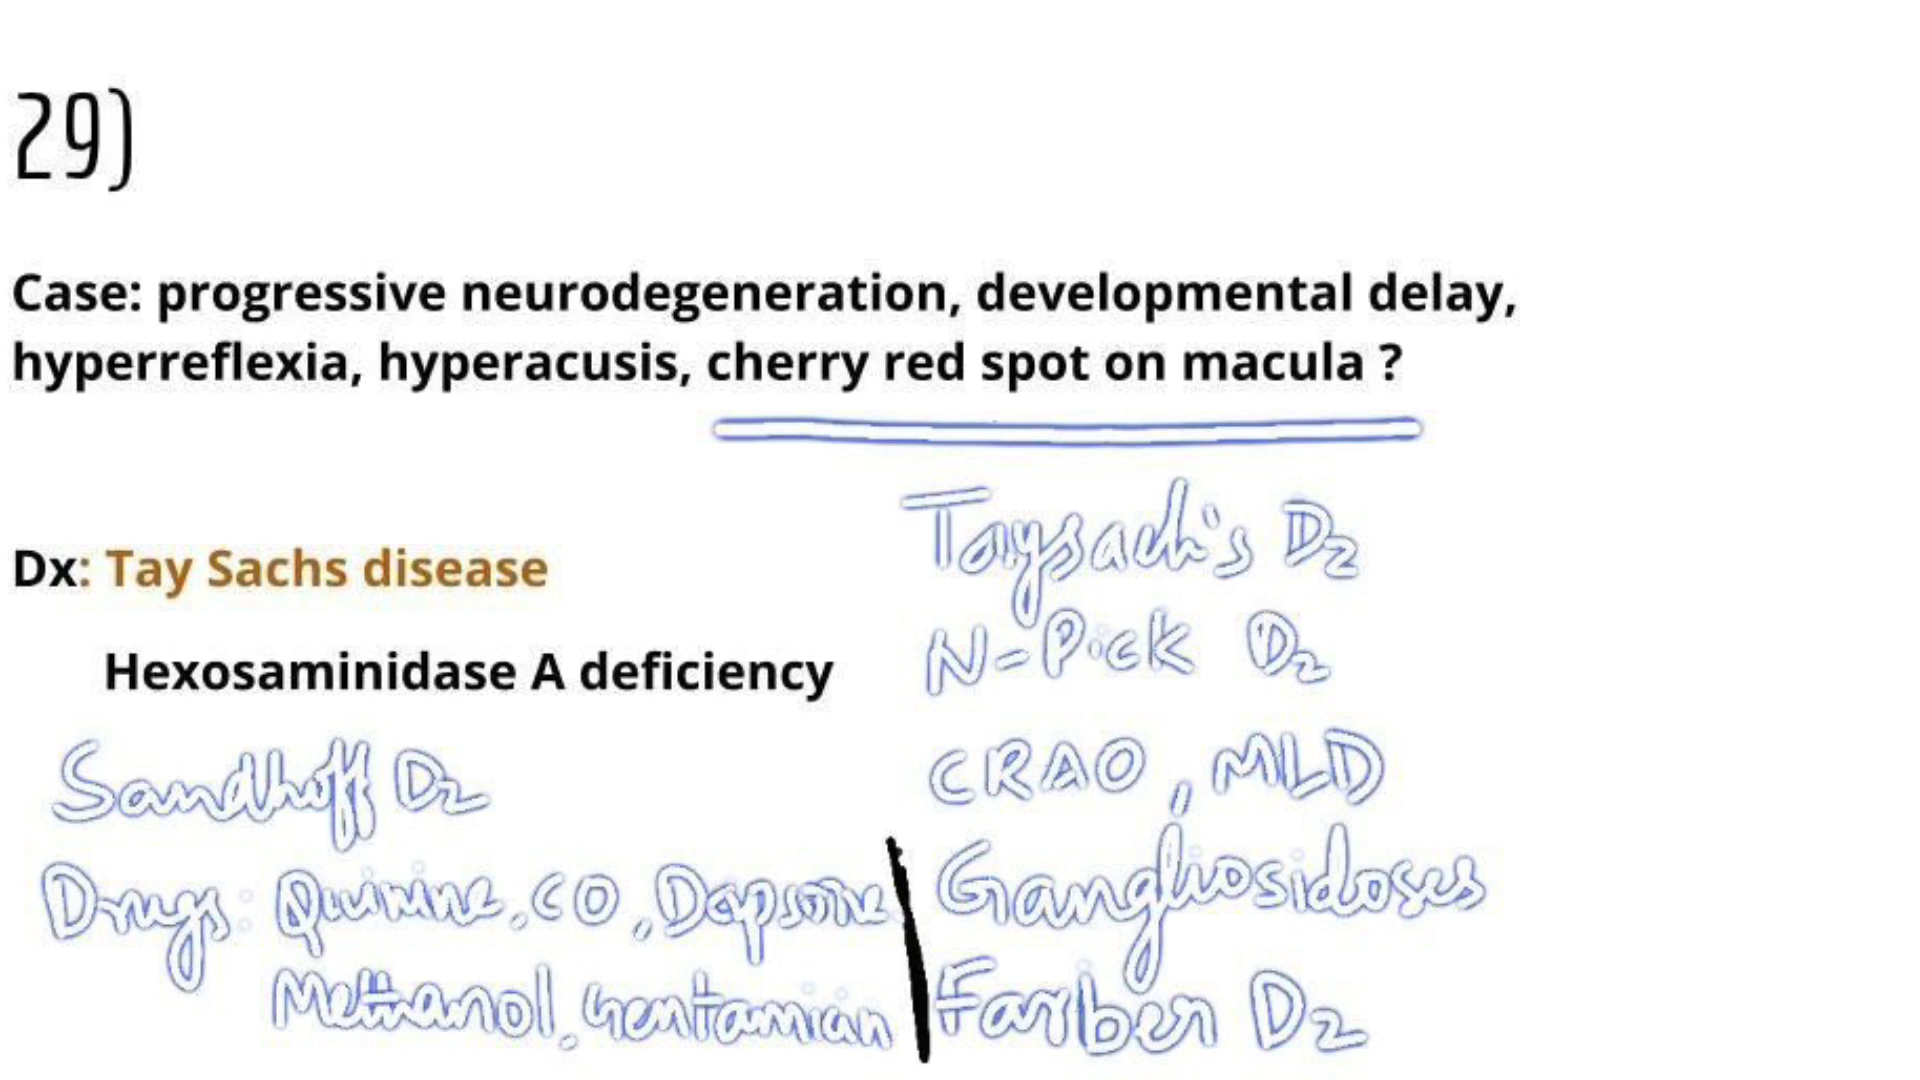 29)
Case: progressive neurodegeneration, developmental delay,
hyperreflexia, hyperacusis, cherry red spot on macula ?
Dx: Tay Sachs disease
Hexosaminidase A deficiency
Taysach's Dz
N-Pick Dz
CRAO, MLD
Gangliosidoses
Farber Dz
Sandhoff Dz
Drugs: Quinine, CO, Dapsone
Methanol, Gentamicin